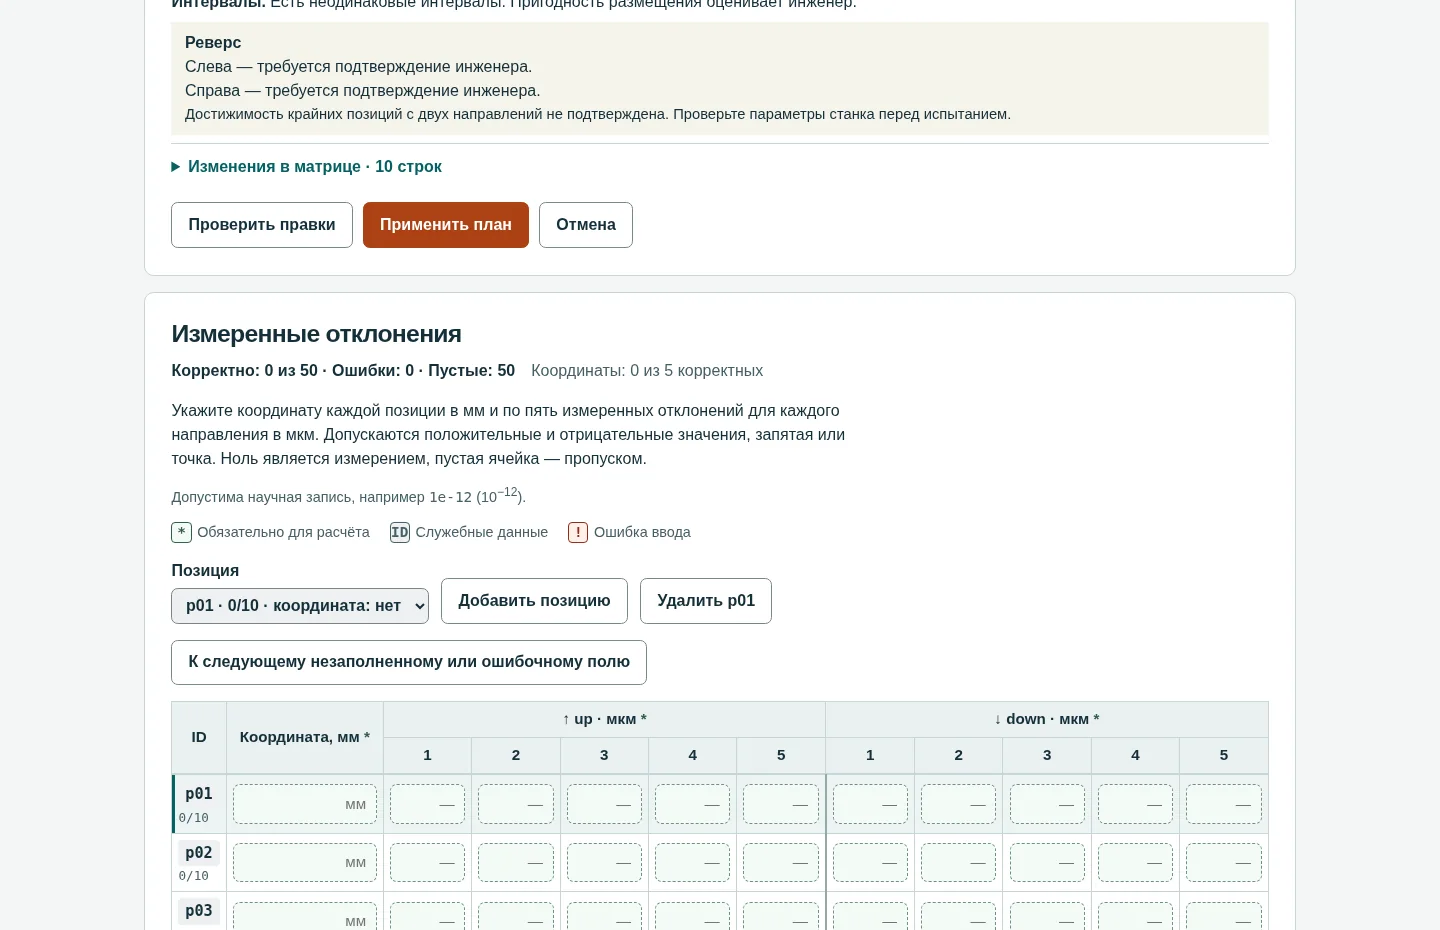 Интервалы. Есть неодинаковые интервалы. Пригодность размещения оценивает инженер.
Реверс
Слева — требуется подтверждение инженера.
Справа — требуется подтверждение инженера.
Достижимость крайних позиций с двух направлений не подтверждена. Проверьте параметры станка перед испытанием.
▶ Изменения в матрице · 10 строк
Проверить правки Применить план Отмена
Измеренные отклонения
Корректно: 0 из 50 · Ошибки: 0 · Пустые: 50 Координаты: 0 из 5 корректных
Укажите координату каждой позиции в мм и по пять измеренных отклонений для каждого
направления в мкм. Допускаются положительные и отрицательные значения, запятая или
точка. Ноль является измерением, пустая ячейка — пропуском.
Допустима научная запись, например 1e-12 (10⁻¹²).
* Обязательно для расчёта ID Служебные данные ! Ошибка ввода
Позиция
p01 · 0/10 · координата: нет Добавить позицию Удалить p01
К следующему незаполненному или ошибочному полю
ID Координата, мм * ↑ up · мкм * ↓ down · мкм *
1 2 3 4 5 1 2 3 4 5
p01 мм — — — — — — — — — —
0/10
p02 мм — — — — — — — — — —
0/10
p03 мм — — — — — — — — — —